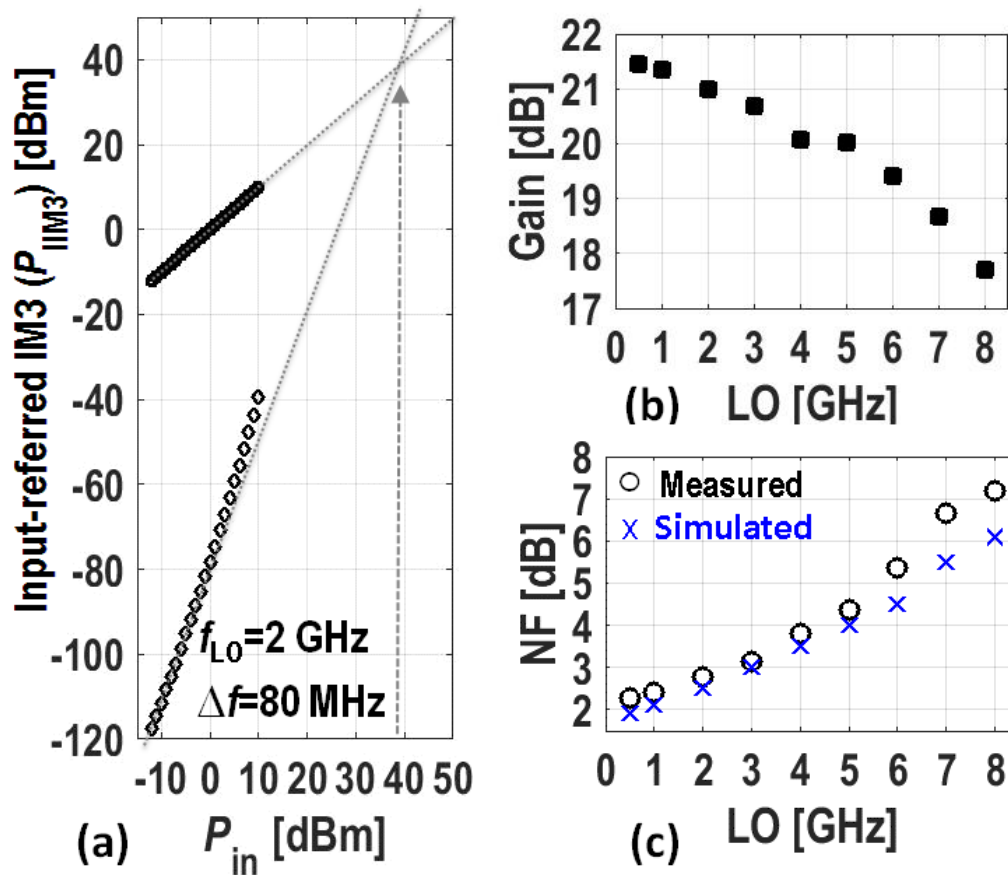 Input-referred IM3 (P_IIM3) [dBm]
40
20
0
-20
-40
-60
-80
-100
-120
f_LO=2 GHz
Δf=80 MHz
-10 0 10 20 30 40 50
(a) P_in [dBm]
Gain [dB]
22
21
20
19
18
17
0 1 2 3 4 5 6 7 8
(b) LO [GHz]
NF [dB]
8
7
6
5
4
3
2
Measured
Simulated
0 1 2 3 4 5 6 7 8
(c) LO [GHz]